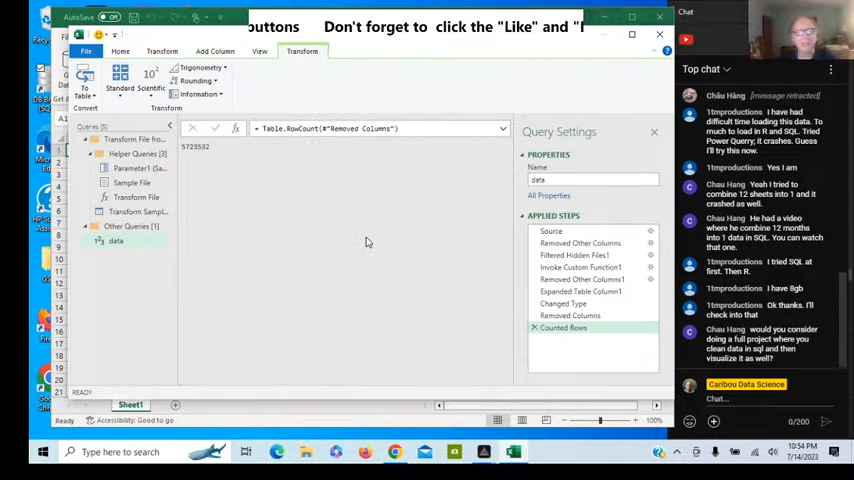 AutoSave Off
buttons Don't forget to click the "Like" and "I
File Home Transform Add Column View Transform
To
Table
Standard
Scientific
Trigonometry
Rounding
Information
Convert
Transform
Queries [5]
Transform File fro...
Helper Queries [3]
Parameter1 (Sa...
Sample File
Transform File
Transform Sampl...
Other Queries [1]
data
= Table.RowCount(#"Removed Columns")
5723532
Query Settings
PROPERTIES
Name
data
All Properties
APPLIED STEPS
Source
Removed Other Columns
Filtered Hidden Files1
Invoke Custom Function1
Removed Other Columns1
Expanded Table Column1
Changed Type
Removed Columns
Counted Rows
READY
Sheet1
Ready Accessibility: Good to go 100%
Type here to search
10:54 PM
7/14/2023
Chat
Top chat
Châu Hàng [message retracted]
1tmproductions I have had
difficult time loading this data. To
much to load in R and SQL. Tried
Power Query; it crashes. Guess
I'll try this now.
1tmproductions Yes I am
Chau Hang Yeah I tried to
combine 12 sheets into 1 and it
crashed as well.
Chau Hang He had a video
where he combine 12 months
into 1 data in SQL. You can watch
that one.
1tmproductions I tried SQL at
first. Then R.
1tmproductions I have 8gb
1tmproductions Ok thanks. I'll
check into that
Chau Hang would you consider
doing a full project where you
clean data in sql and then
visualize it as well?
Caribou Data Science
Chat...
0/200